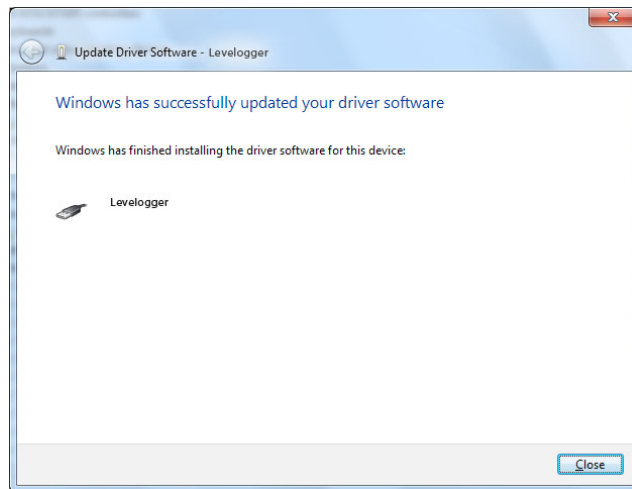 Update Driver Software - Levelogger
Windows has successfully updated your driver software
Windows has finished installing the driver software for this device:
Levelogger
Close